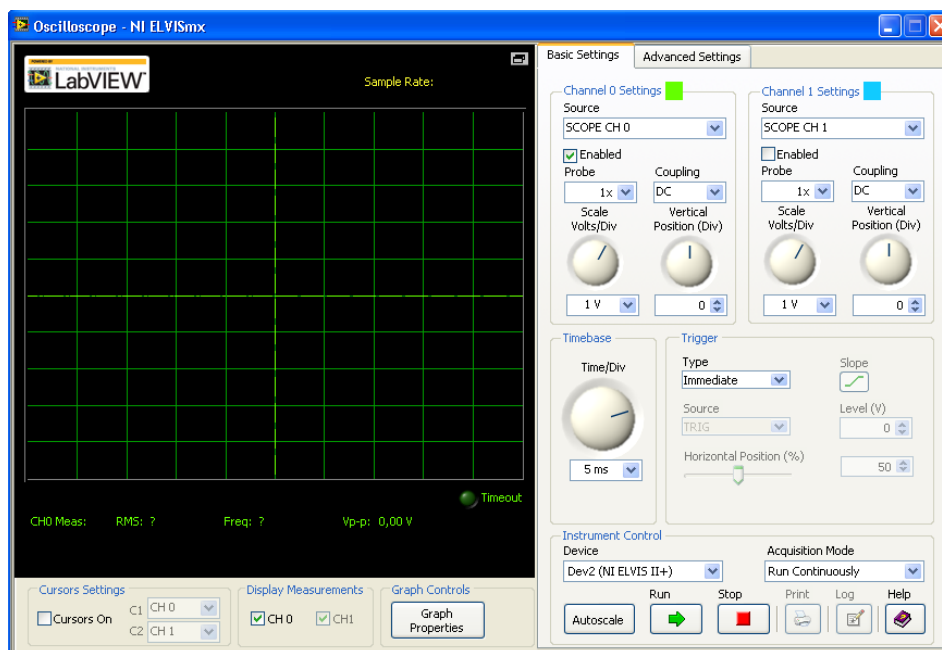 Oscilloscope - NI ELVISmx
POWERED BY
NATIONAL INSTRUMENTS
LabVIEW™
Sample Rate:
Timeout
CH0 Meas: RMS: ? Freq: ? Vp-p: 0,00 V
Cursors Settings
Cursors On
C1 CH 0
C2 CH 1
Display Measurements
CH 0 CH1
Graph Controls
Graph
Properties
Basic Settings Advanced Settings
Channel 0 Settings
Source
SCOPE CH 0
Enabled
Probe Coupling
1x DC
Scale Vertical
Volts/Div Position (Div)
1 V 0
Channel 1 Settings
Source
SCOPE CH 1
Enabled
Probe Coupling
1x DC
Scale Vertical
Volts/Div Position (Div)
1 V 0
Timebase
Time/Div
5 ms
Trigger
Type Slope
Immediate
Source Level (V)
TRIG 0
Horizontal Position (%)
50
Instrument Control
Device Acquisition Mode
Dev2 (NI ELVIS II+) Run Continuously
Run Stop Print Log Help
Autoscale